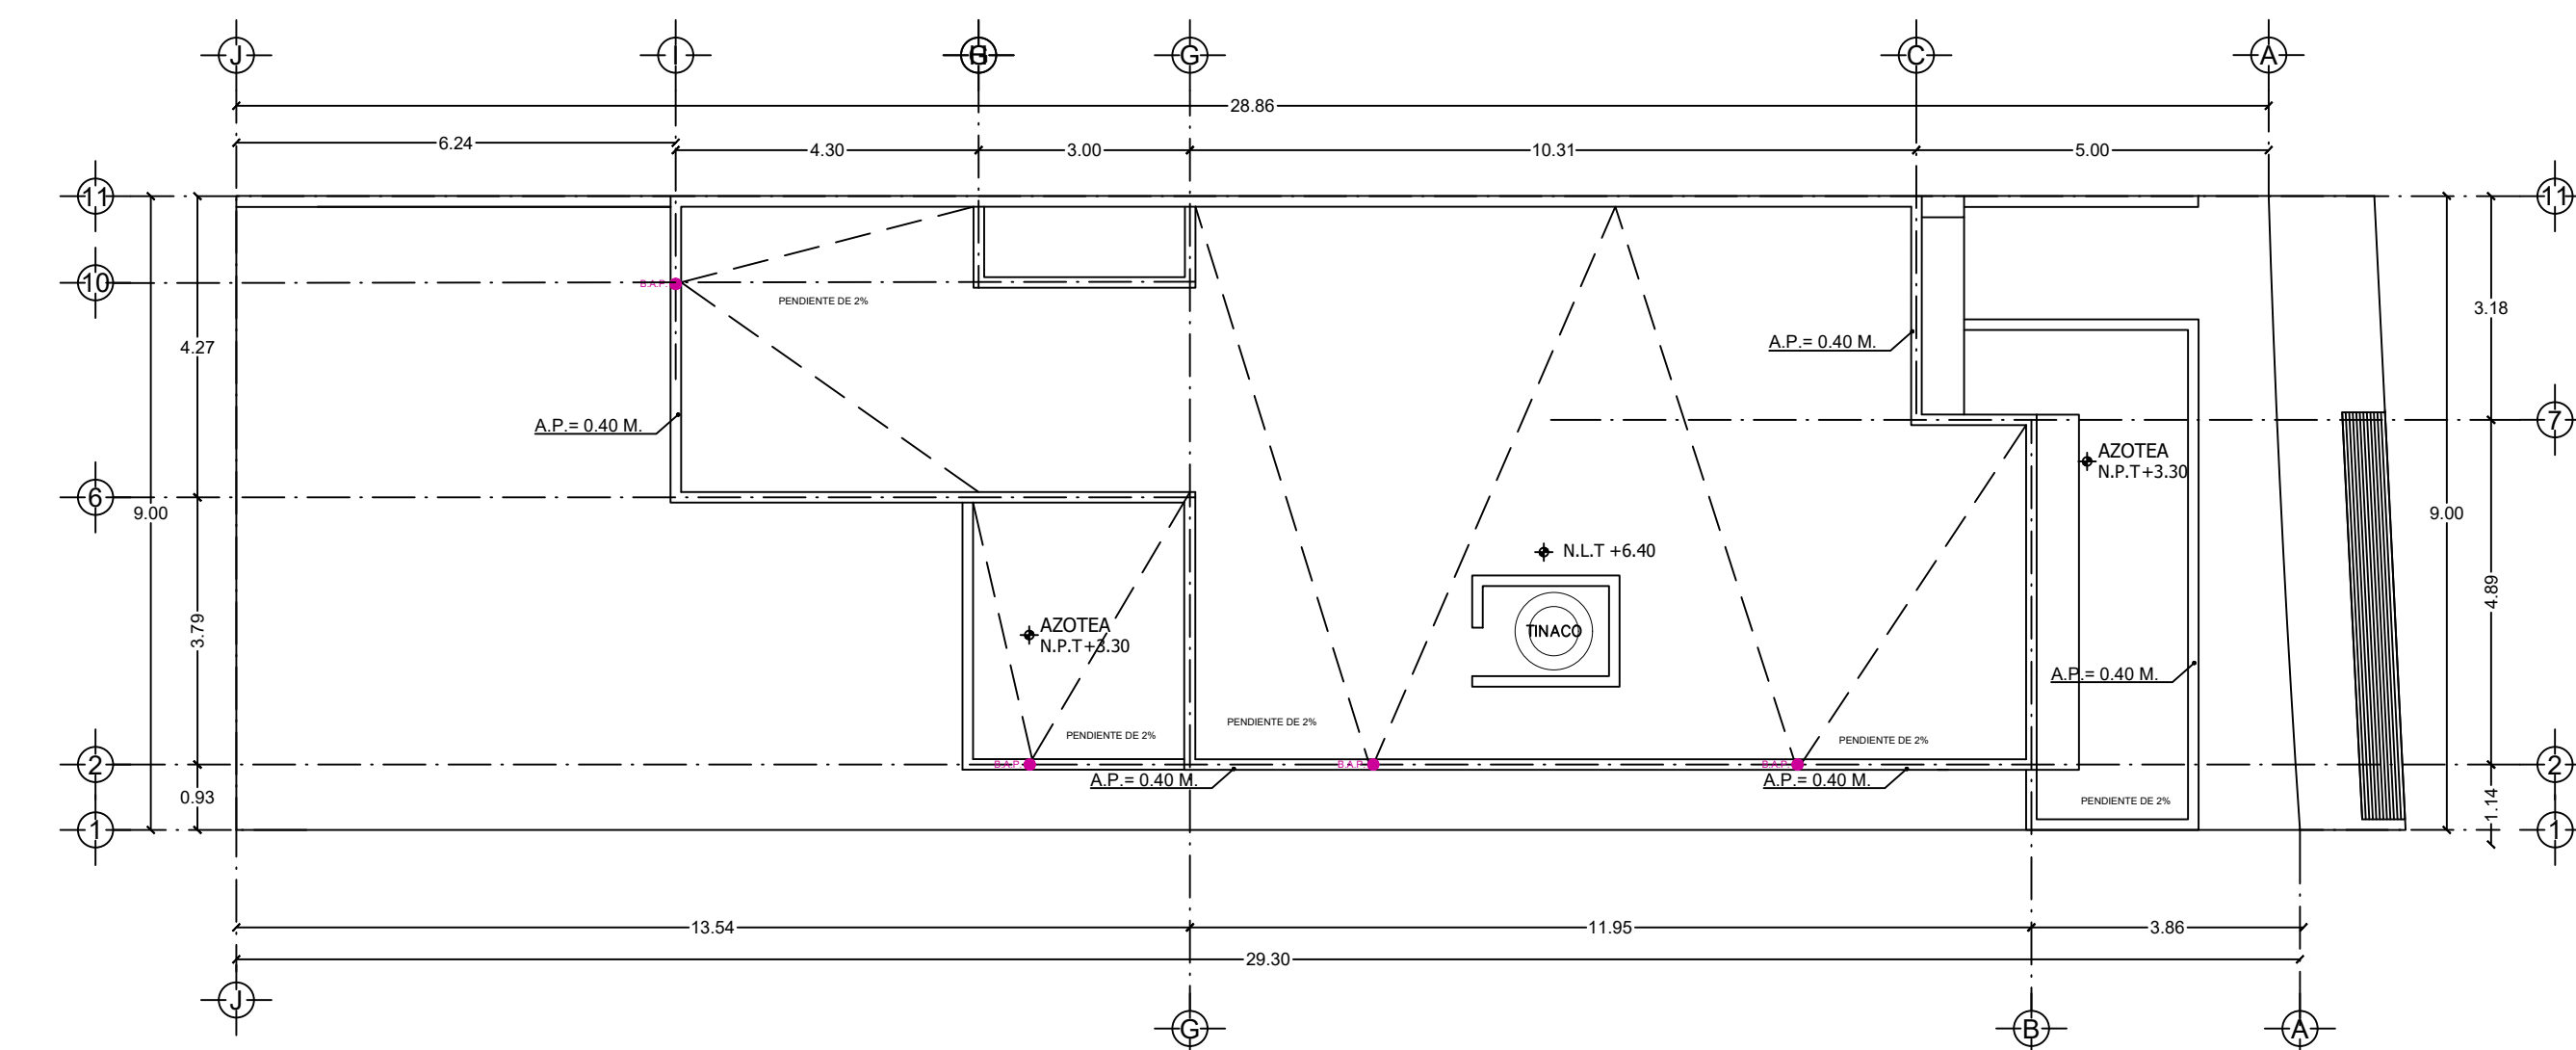 J
I
H
G
C
A
28.86
6.24
4.30
3.00
10.31
5.00
11
11
10
B.A.P.
PENDIENTE DE 2%
3.18
A.P.= 0.40 M.
4.27
A.P.= 0.40 M.
7
AZOTEA
N.P.T+3.30
6
9.00
9.00
N.L.T +6.40
4.89
3.79
AZOTEA
N.P.T+3.30
TINACO
A.P.= 0.40 M.
PENDIENTE DE 2%
PENDIENTE DE 2%
PENDIENTE DE 2%
2
B.A.P.
B.A.P.
B.A.P.
2
A.P.= 0.40 M.
A.P.= 0.40 M.
0.93
PENDIENTE DE 2%
1.14
1
1
13.54
11.95
3.86
29.30
J
G
B
A